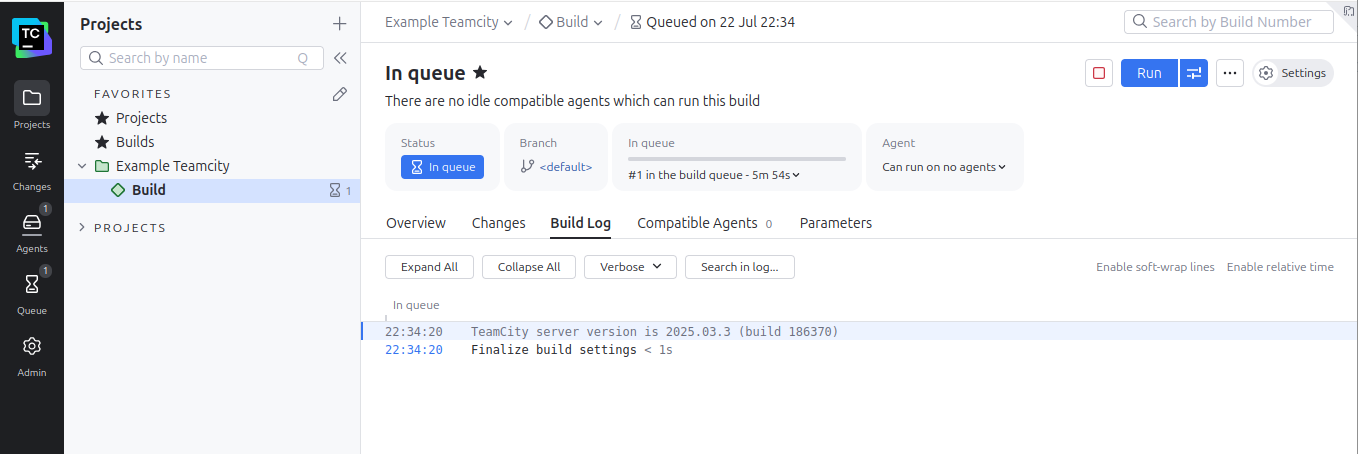 TC
Projects
Changes
1
Agents
1
Queue
Admin
Projects
Search by name Q
FAVORITES
Projects
Builds
Example Teamcity
Build 1
PROJECTS
Example Teamcity / Build / Queued on 22 Jul 22:34
Search by Build Number
In queue
Run ... Settings
There are no idle compatible agents which can run this build
Status
In queue
Branch
<default>
In queue
#1 in the build queue - 5m 54s
Agent
Can run on no agents
Overview Changes Build Log Compatible Agents 0 Parameters
Expand All Collapse All Verbose Search in log... Enable soft-wrap lines Enable relative time
In queue
22:34:20 TeamCity server version is 2025.03.3 (build 186370)
22:34:20 Finalize build settings < 1s